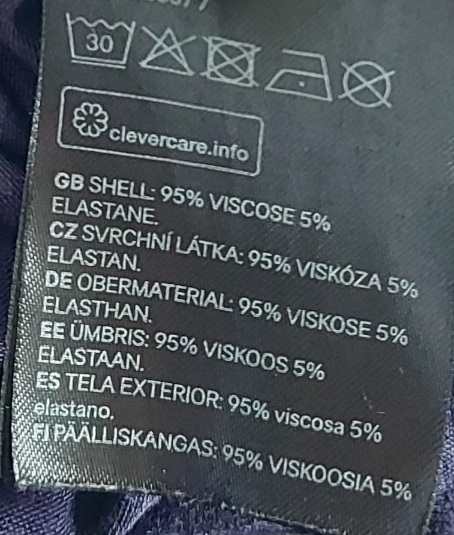 30
clevercare.info
GB SHELL: 95% VISCOSE 5%
ELASTANE.
CZ SVRCHNÍ LÁTKA: 95% VISKÓZA 5%
ELASTAN.
DE OBERMATERIAL: 95% VISKOSE 5%
ELASTHAN.
EE ÜMBRIS: 95% VISKOOS 5%
ELASTAAN.
ES TELA EXTERIOR: 95% viscosa 5%
elastano.
FI PÄÄLLISKANGAS: 95% VISKOOSIA 5%